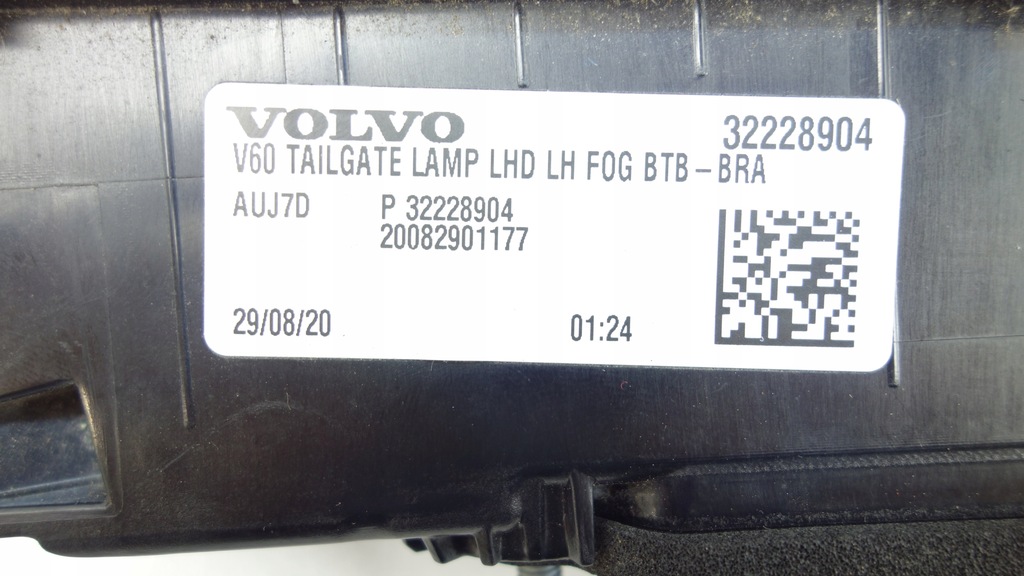 VOLVO 32228904
V60 TAILGATE LAMP LHD LH FOG BTB – BRA
AUJ7D P 32228904
20082901177
29/08/20 01:24